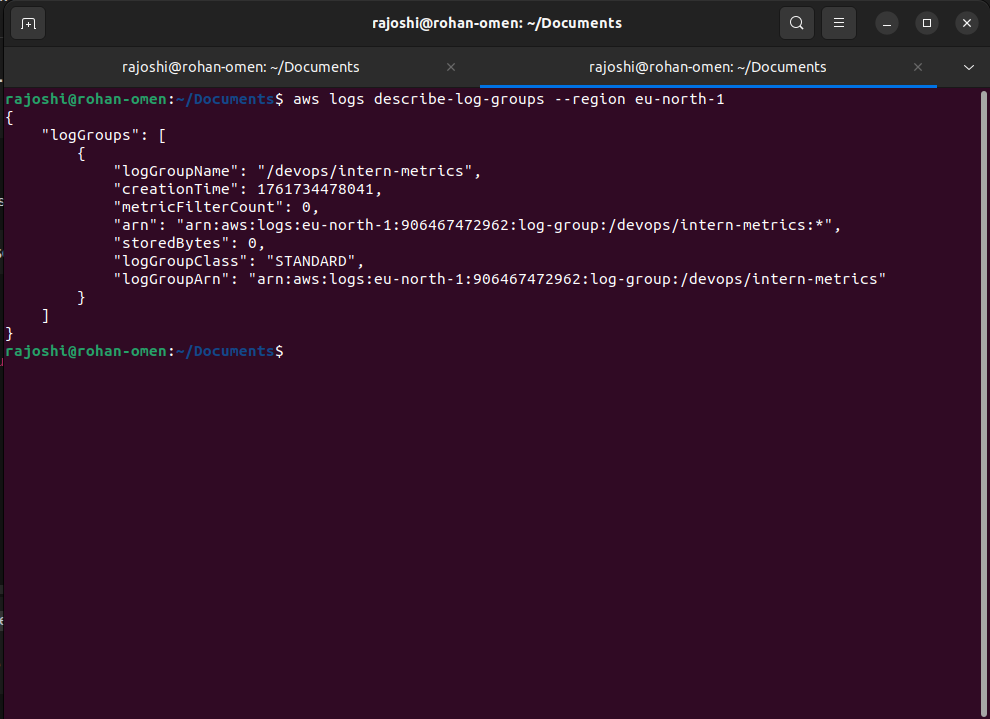 rajoshi@rohan-omen: ~/Documents
rajoshi@rohan-omen: ~/Documents
rajoshi@rohan-omen: ~/Documents
rajoshi@rohan-omen:~/Documents$ aws logs describe-log-groups --region eu-north-1
{
    "logGroups": [
        {
            "logGroupName": "/devops/intern-metrics",
            "creationTime": 1761734478041,
            "metricFilterCount": 0,
            "arn": "arn:aws:logs:eu-north-1:906467472962:log-group:/devops/intern-metrics:*",
            "storedBytes": 0,
            "logGroupClass": "STANDARD",
            "logGroupArn": "arn:aws:logs:eu-north-1:906467472962:log-group:/devops/intern-metrics"
        }
    ]
}
rajoshi@rohan-omen:~/Documents$